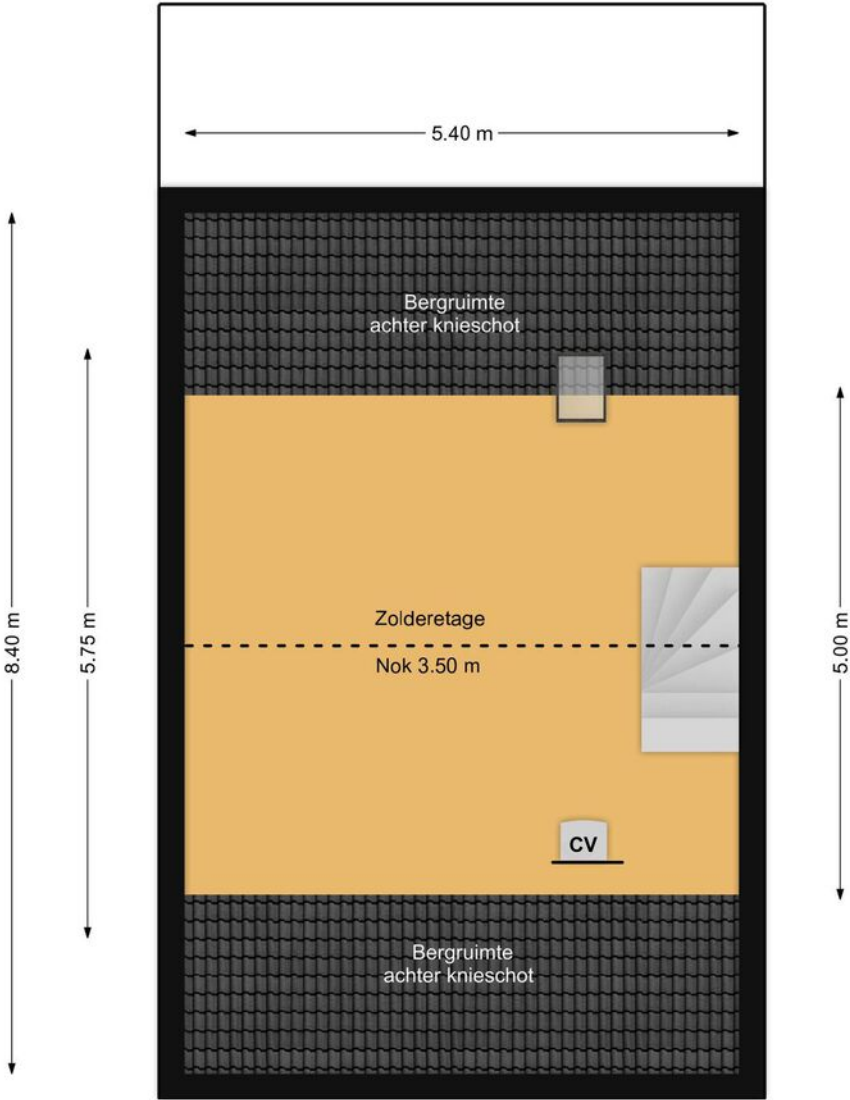 5.40 m
Bergruimte
achter knieschot
8.40 m
5.75 m
5.00 m
Zolderetage
Nok 3.50 m
CV
Bergruimte
achter knieschot